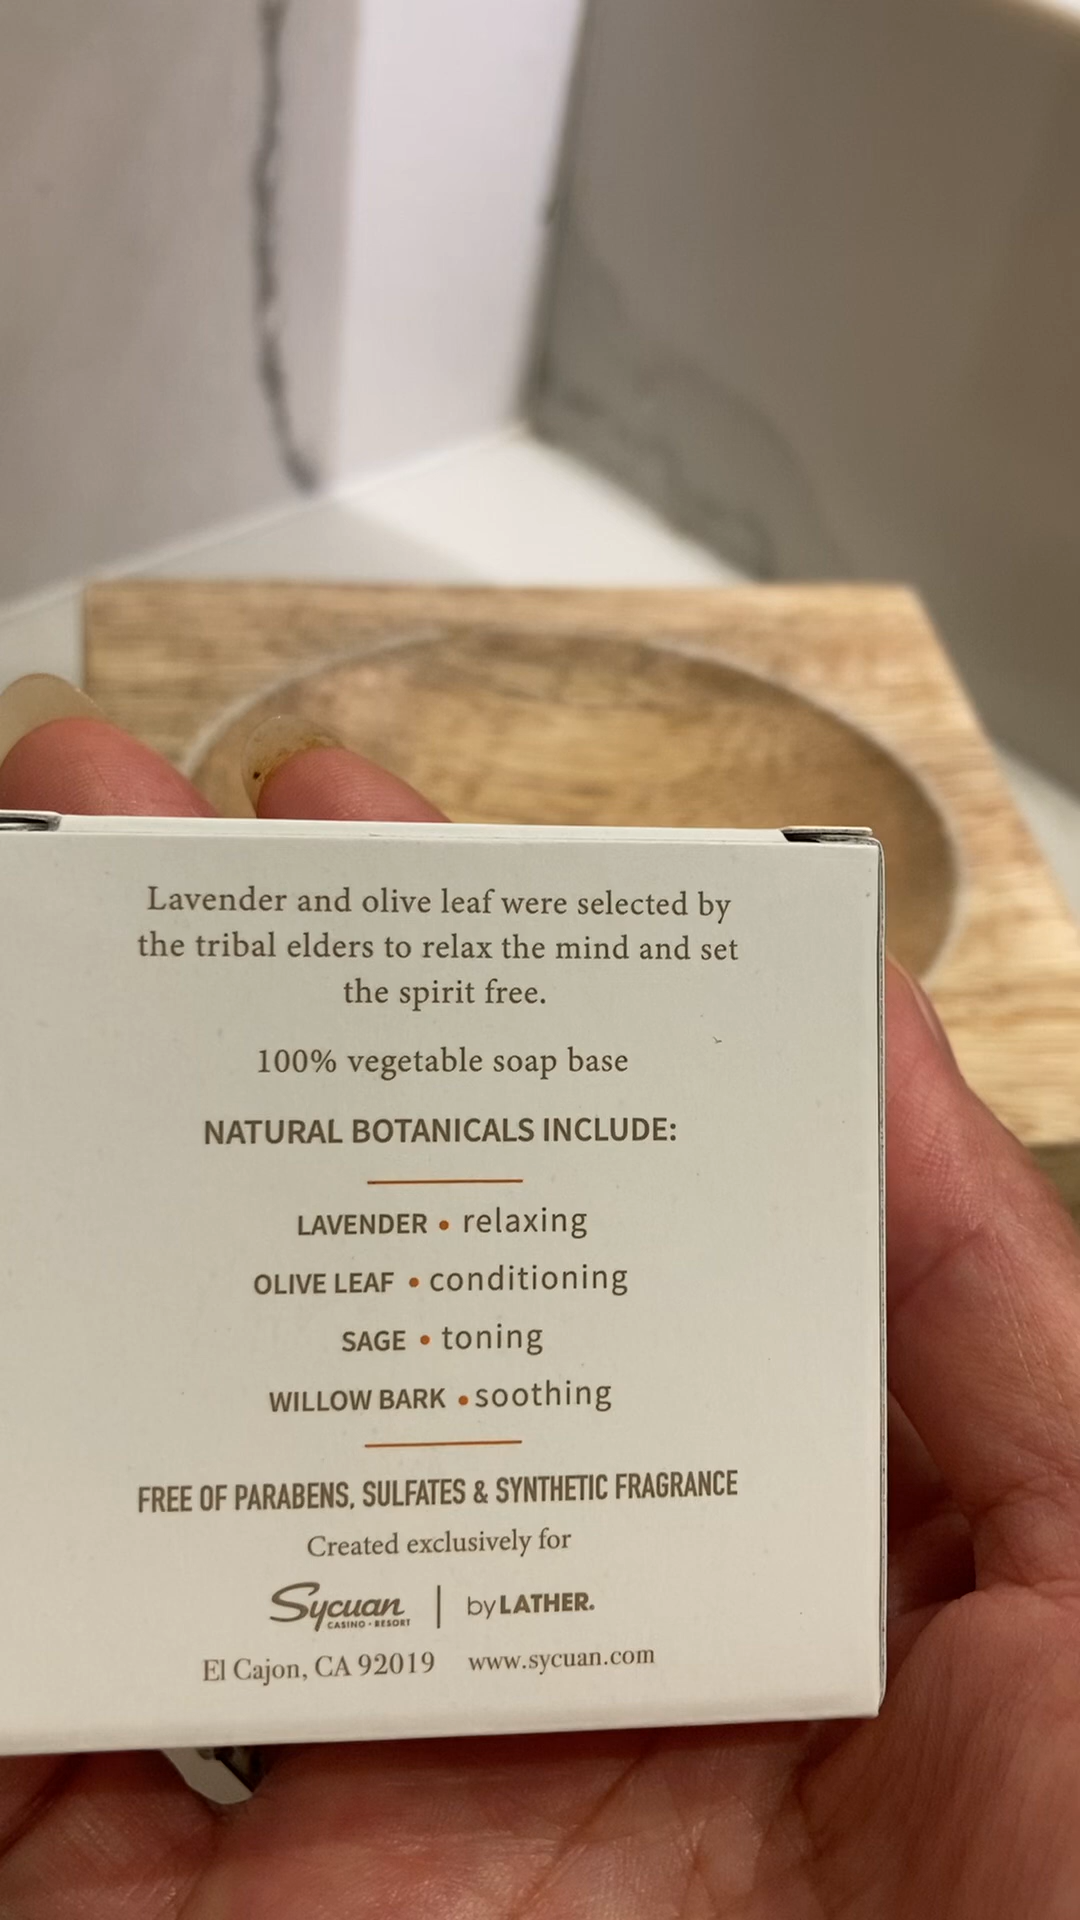 Lavender and olive leaf were selected by
the tribal elders to relax the mind and set
the spirit free.
100% vegetable soap base
NATURAL BOTANICALS INCLUDE:
LAVENDER • relaxing
OLIVE LEAF • conditioning
SAGE • toning
WILLOW BARK • soothing
FREE OF PARABENS, SULFATES & SYNTHETIC FRAGRANCE
Created exclusively for
Sycuan CASINO • RESORT | by LATHER.
El Cajon, CA 92019 www.sycuan.com